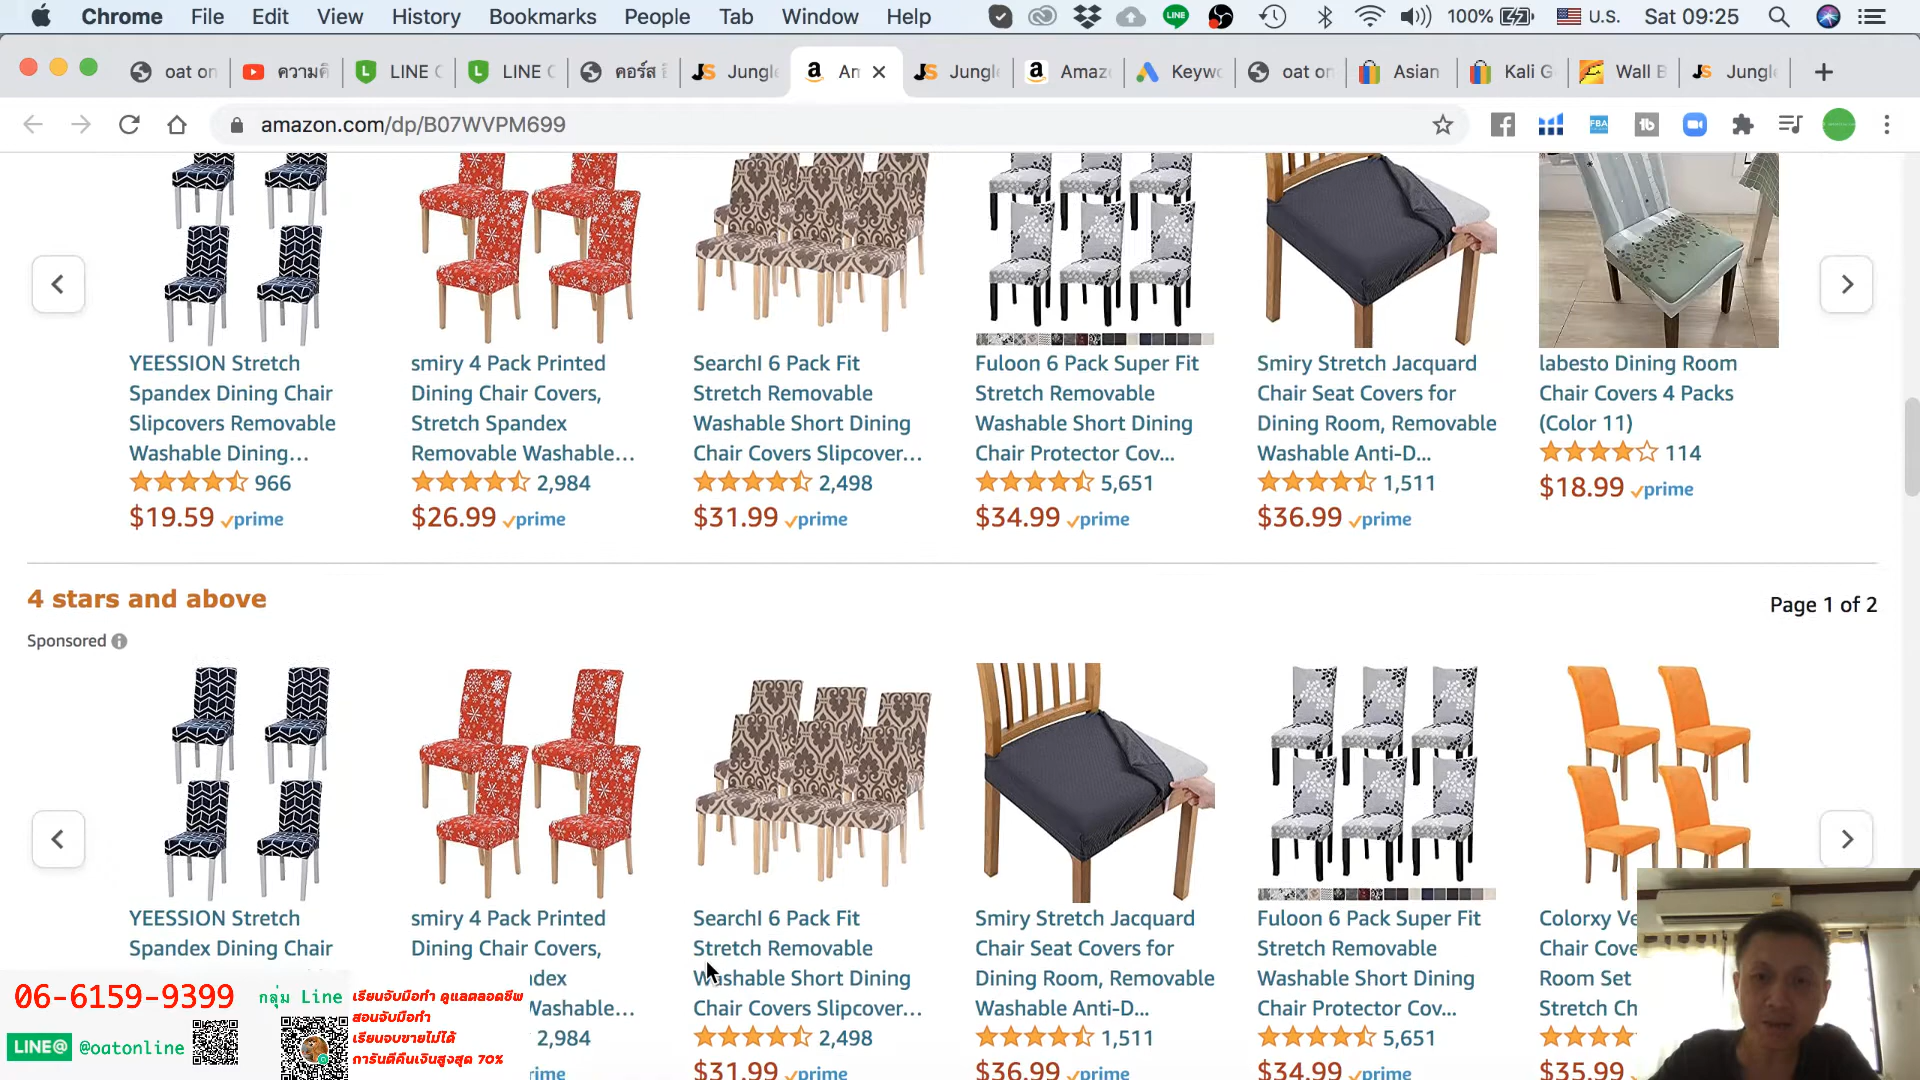 Chrome File Edit View History Bookmarks People Tab Window Help 100% U.S. Sat 09:25
oat on ความคิ LINE C LINE C คอร์ส Jungle Am Jungle Amaz Keywo oat on Asian Kali G Wall B Jungle
amazon.com/dp/B07WVPM699
YEESSION Stretch
Spandex Dining Chair
Slipcovers Removable
Washable Dining...
966
$19.59 prime
smiry 4 Pack Printed
Dining Chair Covers,
Stretch Spandex
Removable Washable...
2,984
$26.99 prime
SearchI 6 Pack Fit
Stretch Removable
Washable Short Dining
Chair Covers Slipcover...
2,498
$31.99 prime
Fuloon 6 Pack Super Fit
Stretch Removable
Washable Short Dining
Chair Protector Cov...
5,651
$34.99 prime
Smiry Stretch Jacquard
Chair Seat Covers for
Dining Room, Removable
Washable Anti-D...
1,511
$36.99 prime
labesto Dining Room
Chair Covers 4 Packs
(Color 11)
114
$18.99 prime
4 stars and above
Page 1 of 2
Sponsored
YEESSION Stretch
Spandex Dining Chair
smiry 4 Pack Printed
Dining Chair Covers,
ndex
Washable...
2,984
rime
SearchI 6 Pack Fit
Stretch Removable
Washable Short Dining
Chair Covers Slipcover...
2,498
$31.99 prime
Smiry Stretch Jacquard
Chair Seat Covers for
Dining Room, Removable
Washable Anti-D...
1,511
$36.99 prime
Fuloon 6 Pack Super Fit
Stretch Removable
Washable Short Dining
Chair Protector Cov...
5,651
$34.99 prime
Colorxy Ve
Chair Cove
Room Set
Stretch Ch
$35.99
06-6159-9399
LINE@ @oatonline
กลุ่ม Line
เรียนจับมือทำ ดูแลตลอดชีพ
สอนจับมือทำ
เรียนจบขายไม่ได้
การันตีคืนเงินสูงสุด 70%